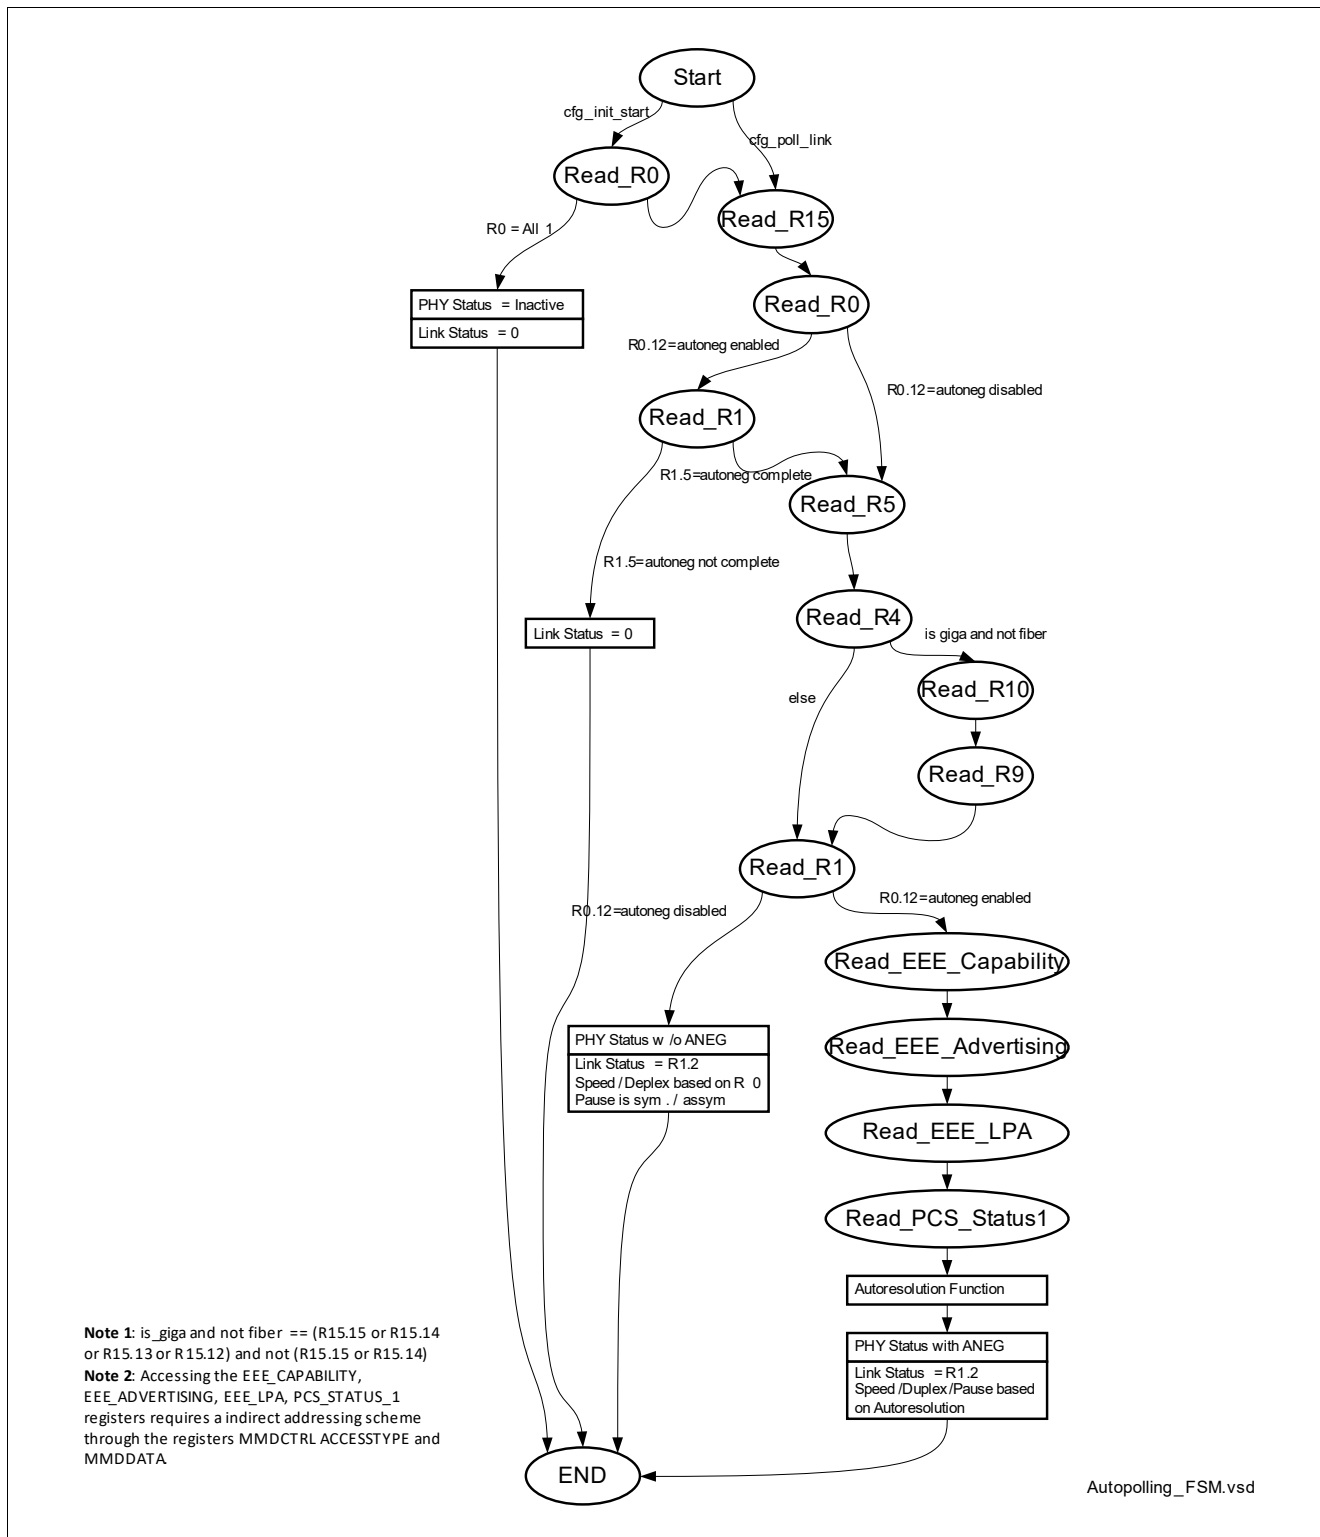 Start
cfg_init_start
cfg_poll_link
Read_R0
Read_R15
R0 = All 1
PHY Status = Inactive
Link Status = 0
Read_R0
R0.12=autoneg enabled
R0.12=autoneg disabled
Read_R1
R1.5=autoneg complete
Read_R5
R1.5=autoneg not complete
Link Status = 0
Read_R4
is giga and not fiber
Read_R10
else
Read_R9
Read_R1
R0.12=autoneg disabled
R0.12=autoneg enabled
Read_EEE_Capability
Read_EEE_Advertising
PHY Status w /o ANEG
Link Status = R1.2
Speed /Deplex based on R 0
Pause is sym . / assym
Read_EEE_LPA
Read_PCS_Status1
Autoresolution Function
PHY Status with ANEG
Link Status =R1.2
Speed /Duplex /Pause based
on Autoresolution
Note 1: is_giga and not fiber == (R15.15 or R15.14
or R15.13 or R15.12) and not (R15.15 or R15.14)
Note 2: Accessing the EEE_CAPABILITY,
EEE_ADVERTISING, EEE_LPA, PCS_STATUS_1
registers requires a indirect addressing scheme
through the registers MMDCTRL ACCESSTYPE and
MMDDATA.
END
Autopolling_FSM.vsd